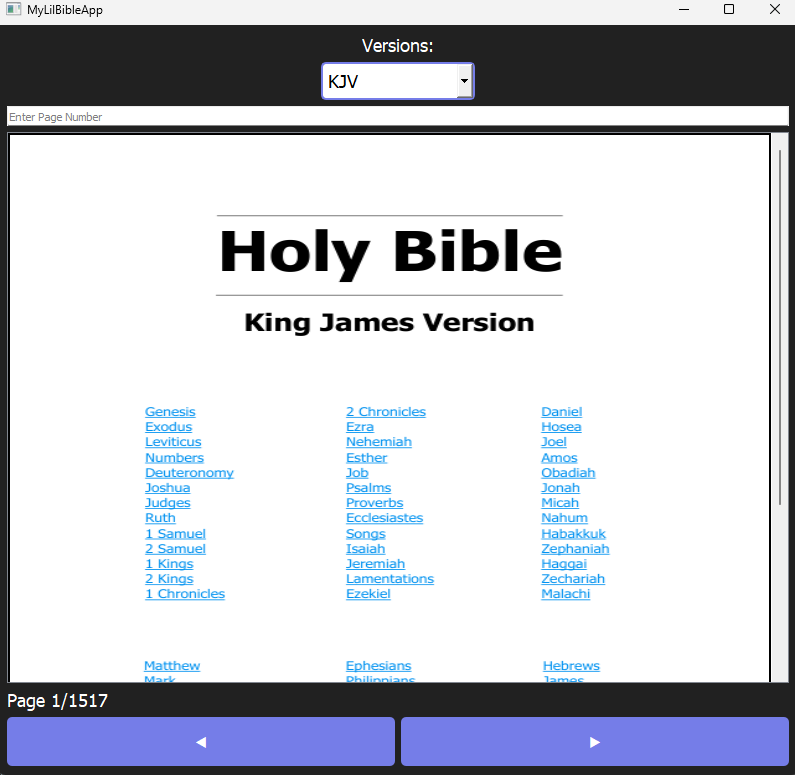 MyLilBibleApp
Versions:
KJV
Enter Page Number
Holy Bible
King James Version
Genesis 2 Chronicles Daniel
Exodus Ezra Hosea
Leviticus Nehemiah Joel
Numbers Esther Amos
Deuteronomy Job Obadiah
Joshua Psalms Jonah
Judges Proverbs Micah
Ruth Ecclesiastes Nahum
1 Samuel Songs Habakkuk
2 Samuel Isaiah Zephaniah
1 Kings Jeremiah Haggai
2 Kings Lamentations Zechariah
1 Chronicles Ezekiel Malachi
Matthew Ephesians Hebrews
Mark Philippians James
Page 1/1517